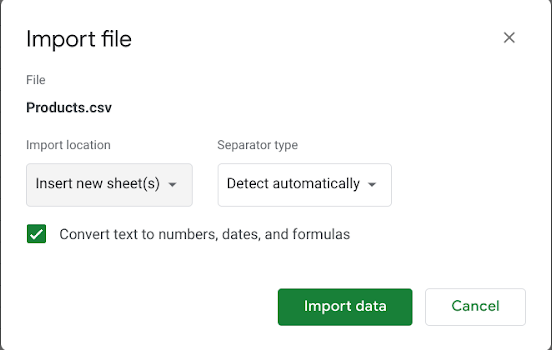 Import file
File
Products.csv
Import location
Separator type
Insert new sheet(s)
Detect automatically
Convert text to numbers, dates, and formulas
Import data
Cancel